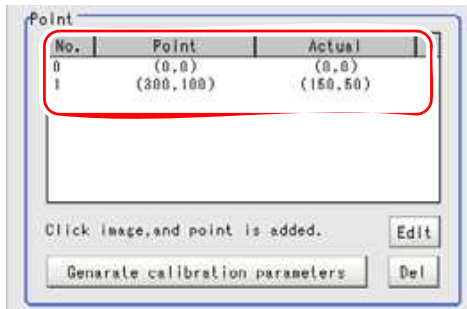 Point
No. Point Actual
0 (0,0) (0,0)
1 (300,100) (150,50)
Click image,and point is added.
Edit
Genarate calibration parameters
Del